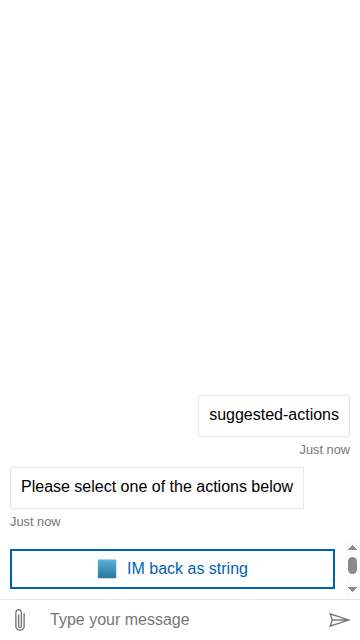 suggested-actions
Just now
Please select one of the actions below
Just now
IM back as string
Type your message